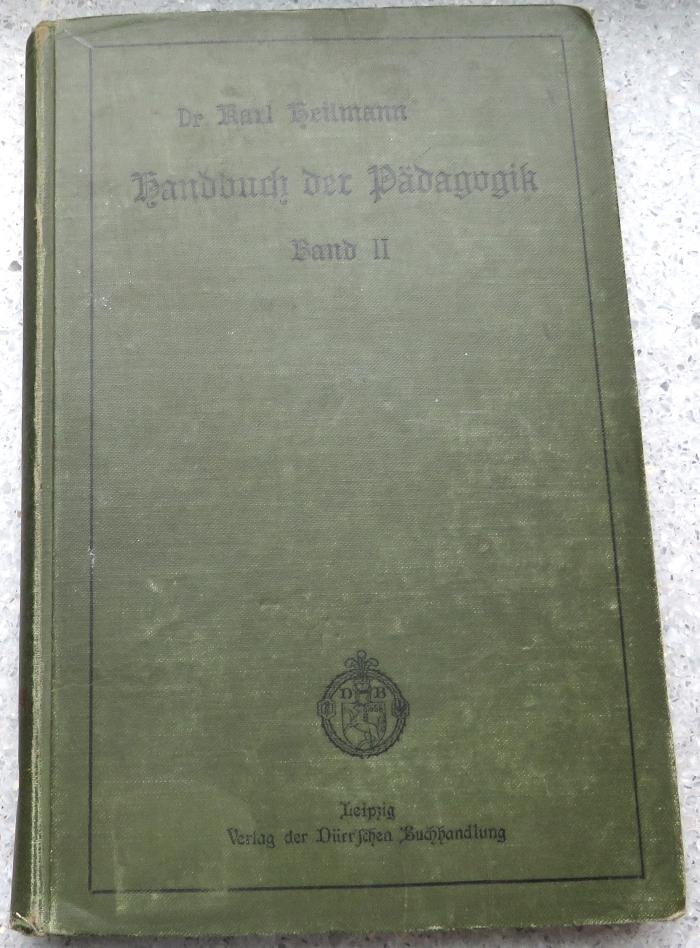 Dr. Karl Heilmann
Handbuch der Pädagogik
Band II
D B
Leipzig
Verlag der Dürr'schen Buchhandlung